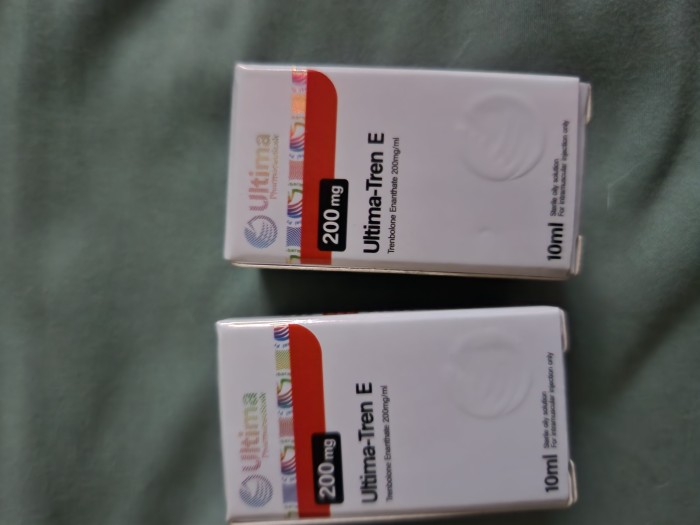 Ultima
Pharmaceuticals
200 mg
Ultima-Tren E
Trenbolone Enanthate 200mg/ml
10ml
Sterile oily solution
For intramuscular injection only
Ultima
Pharmaceuticals
200 mg
Ultima-Tren E
Trenbolone Enanthate 200mg/ml
10ml
Sterile oily solution
For intramuscular injection only